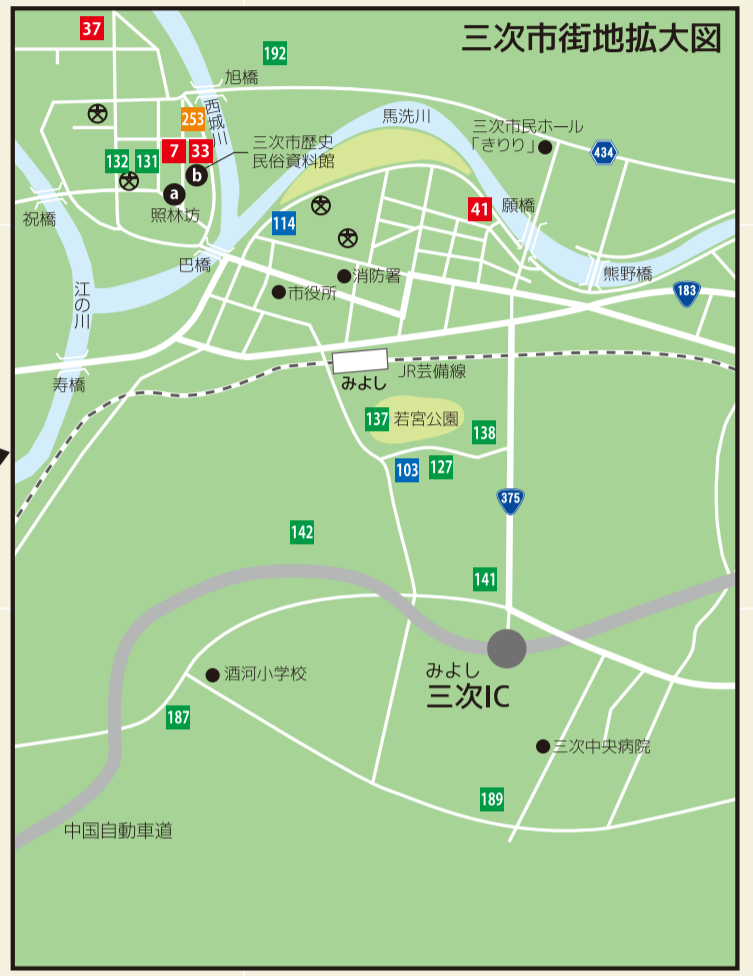 三次市街地拡大図
37
192
旭橋
西城川
253
馬洗川
三次市民ホール
「きりり」
434
三次市歴史
民俗資料館
132
131
7
33
b
a
照林坊
祝橋
114
41
願橋
巴橋
熊野橋
江の川
消防署
市役所
183
寿橋
みよし
JR芸備線
137
若宮公園
138
103
127
375
142
141
みよし
三次IC
酒河小学校
187
三次中央病院
189
中国自動車道